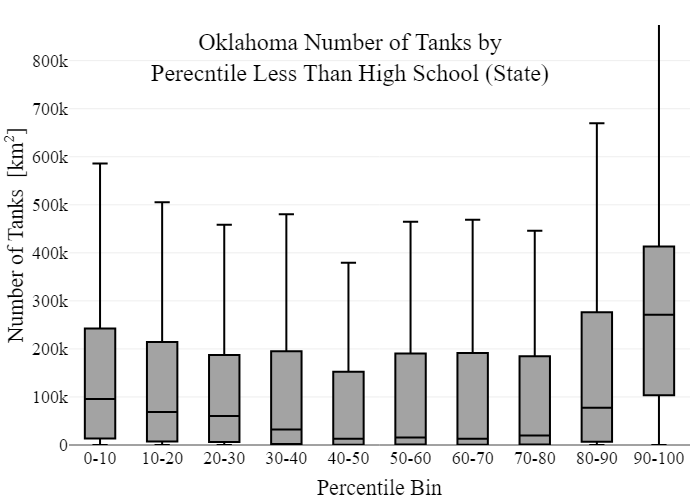 Oklahoma Number of Tanks by
Perecntile Less Than High School (State)
Number of Tanks [km²]
800k
700k
600k
500k
400k
300k
200k
100k
0
0-10 10-20 20-30 30-40 40-50 50-60 60-70 70-80 80-90 90-100
Percentile Bin